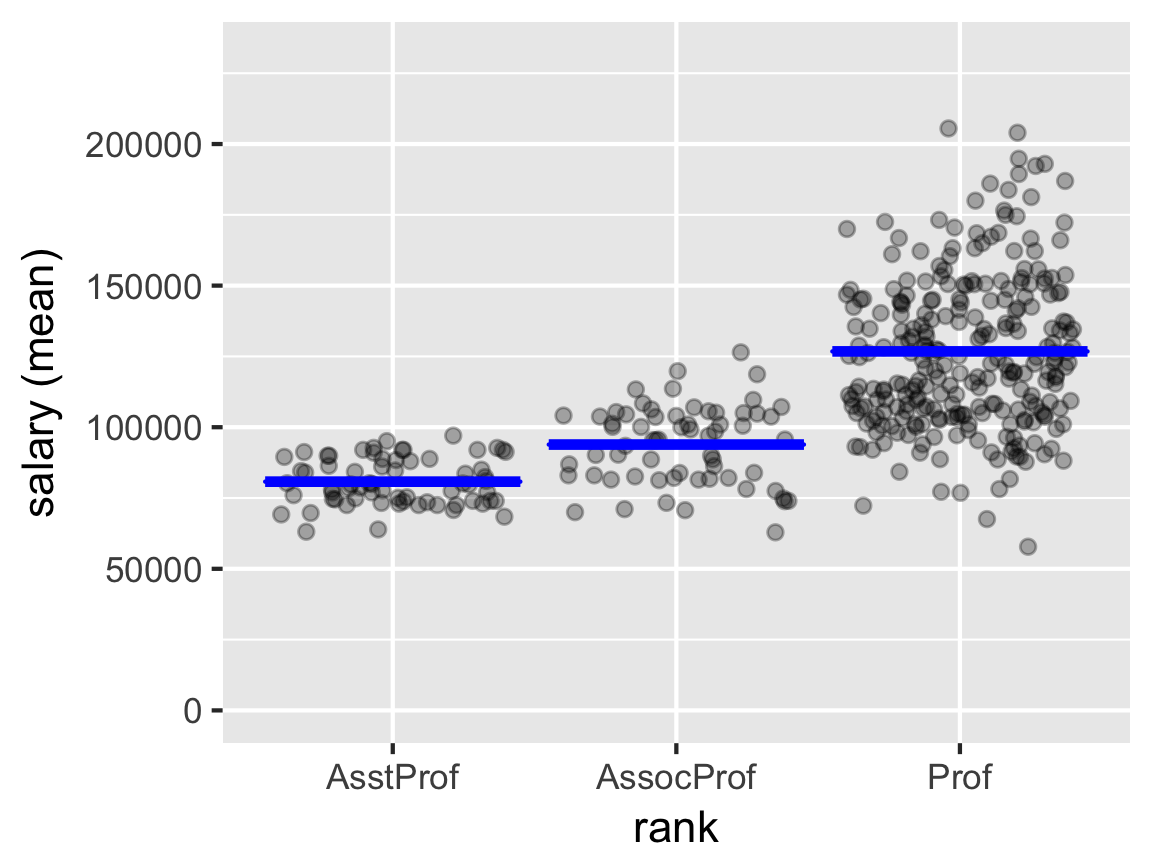 salary (mean)
200000
150000
100000
50000
0
AsstProf
AssocProf
Prof
rank